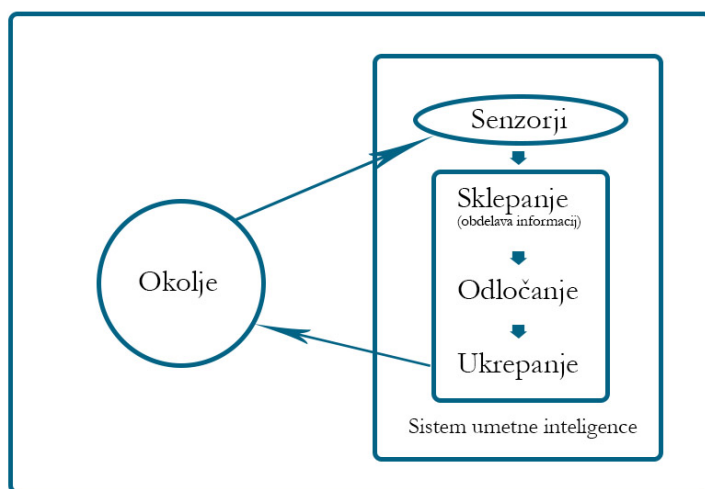 Senzorji
Sklepanje
(obdelava informacij)
Okolje
Odločanje
Ukrepanje
Sistem umetne inteligence